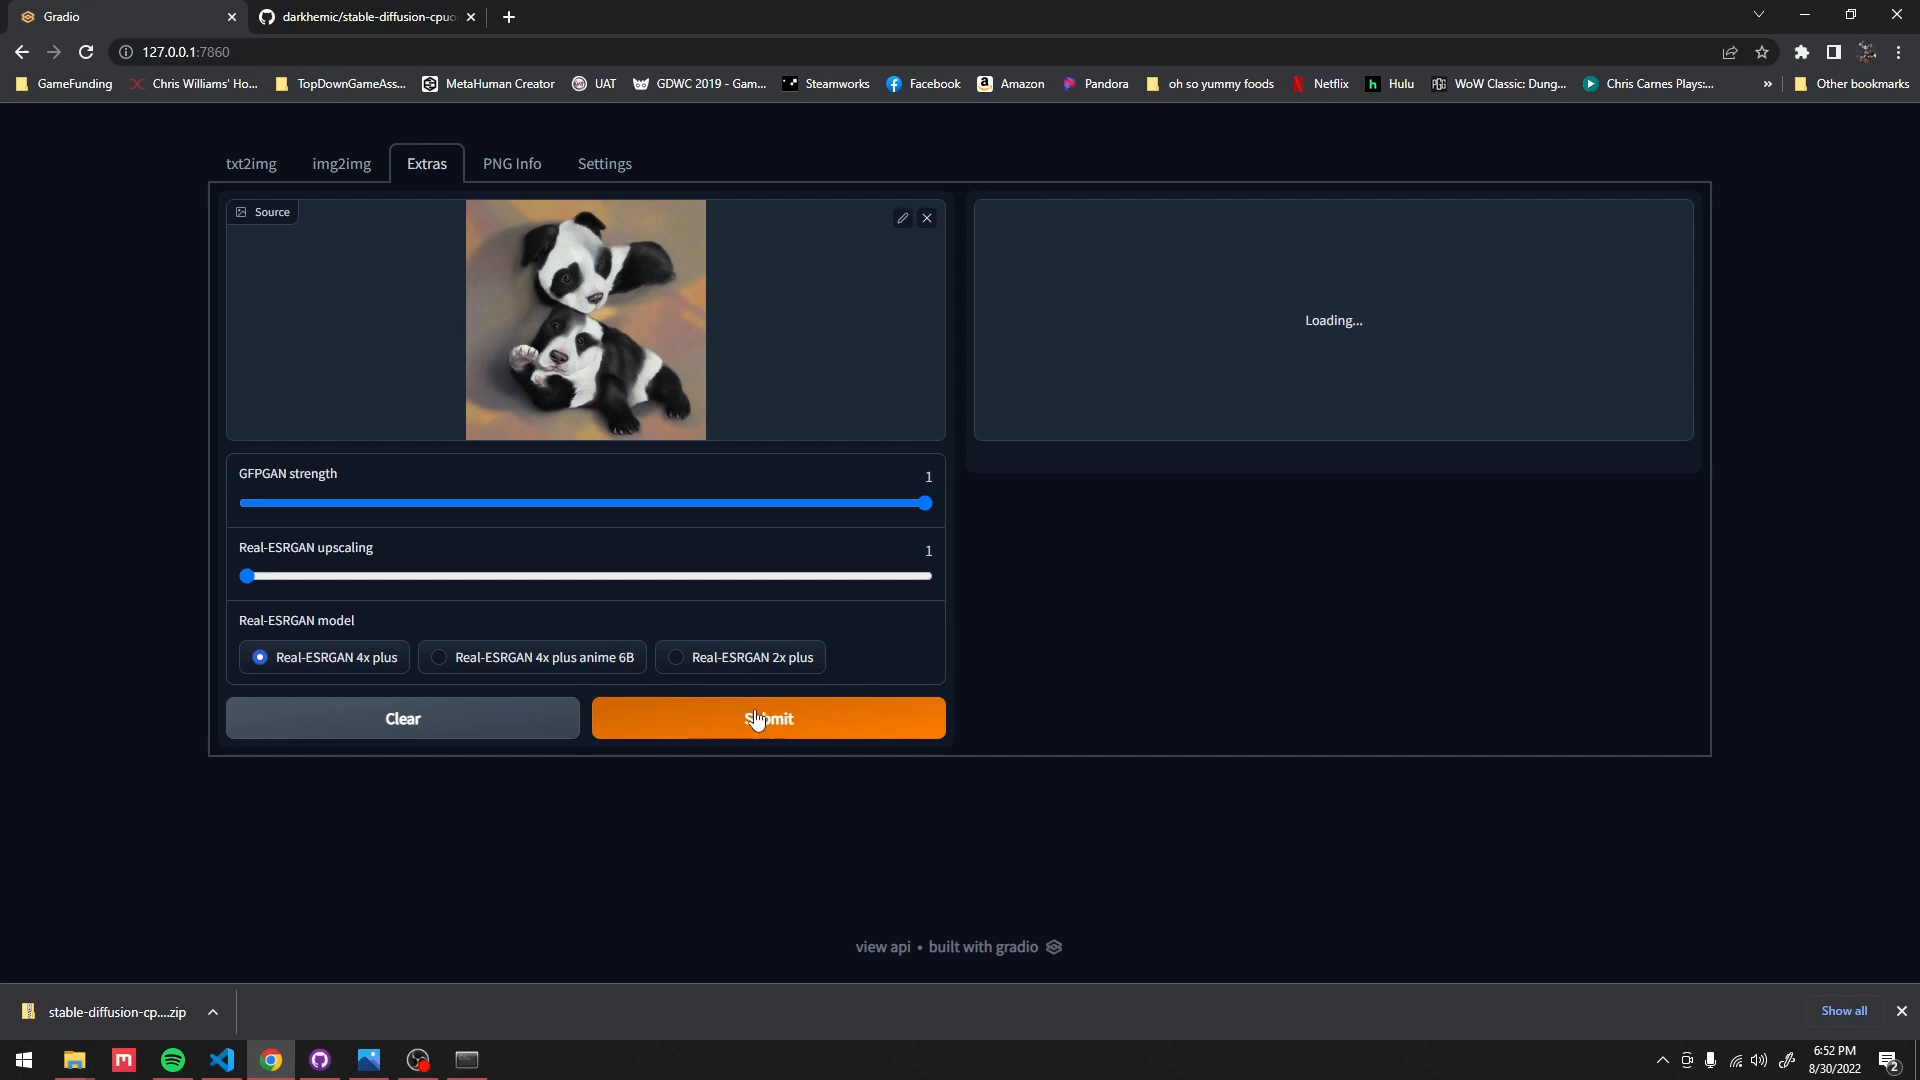 Gradio
darkhemic/stable-diffusion-cpuo
127.0.0.1:7860
GameFunding
Chris Williams' Ho...
TopDownGameAss...
MetaHuman Creator
UAT
GDWC 2019 - Gam...
Steamworks
Facebook
Amazon
Pandora
oh so yummy foods
Netflix
Hulu
WoW Classic: Dung...
Chris Carnes Plays:...
»
Other bookmarks
txt2img
img2img
Extras
PNG Info
Settings
Source
Loading...
GFPGAN strength
1
Real-ESRGAN upscaling
1
Real-ESRGAN model
Real-ESRGAN 4x plus
Real-ESRGAN 4x plus anime 6B
Real-ESRGAN 2x plus
Clear
Submit
view api • built with gradio
stable-diffusion-cp....zip
Show all
6:52 PM
8/30/2022
2